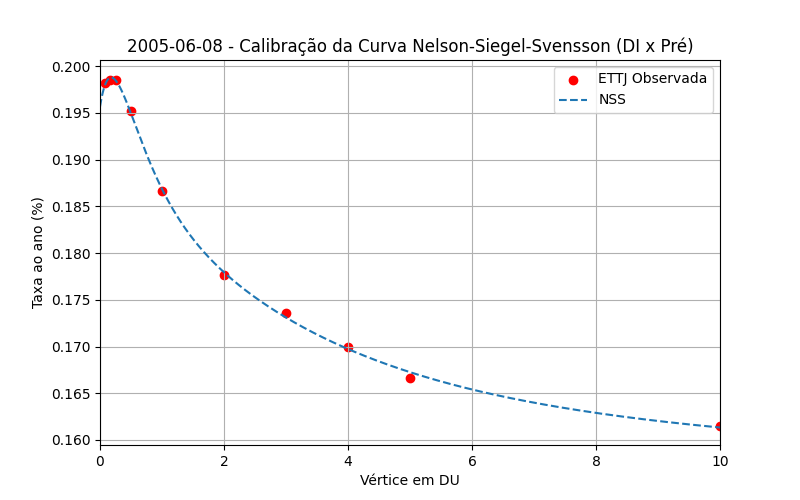 2005-06-08 - Calibração da Curva Nelson-Siegel-Svensson (DI x Pré)
ETTJ Observada
NSS
Taxa ao ano (%)
0.200
0.195
0.190
0.185
0.180
0.175
0.170
0.165
0.160
0 2 4 6 8 10
Vértice em DU